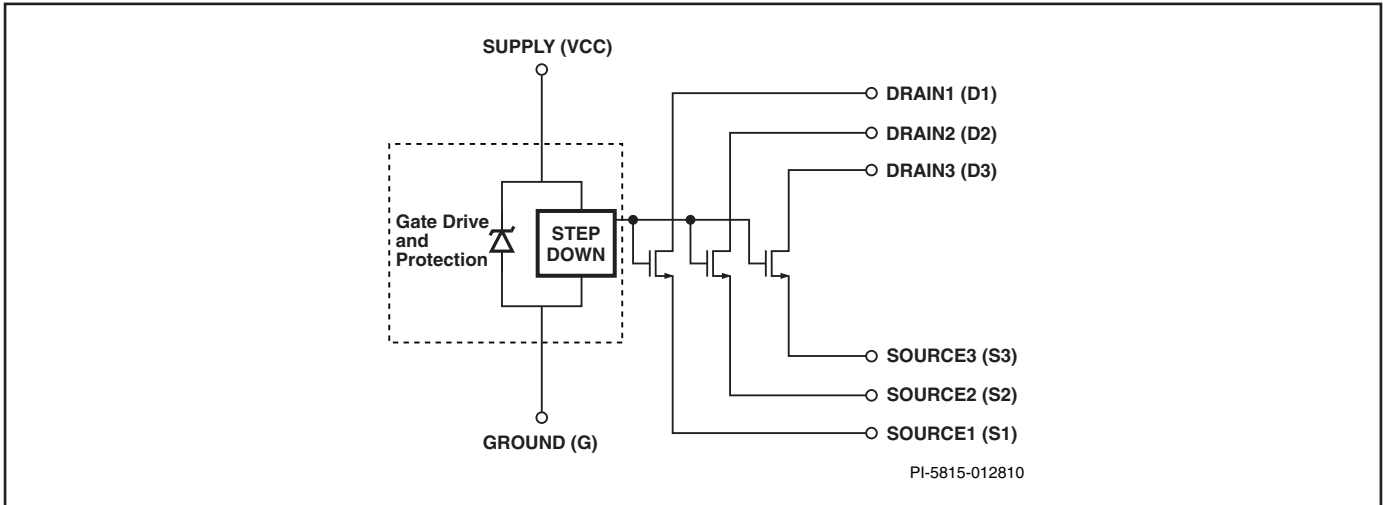 SUPPLY (VCC)
DRAIN1 (D1)
DRAIN2 (D2)
DRAIN3 (D3)
Gate Drive
and
Protection
STEP
DOWN
SOURCE3 (S3)
SOURCE2 (S2)
SOURCE1 (S1)
GROUND (G)
PI-5815-012810